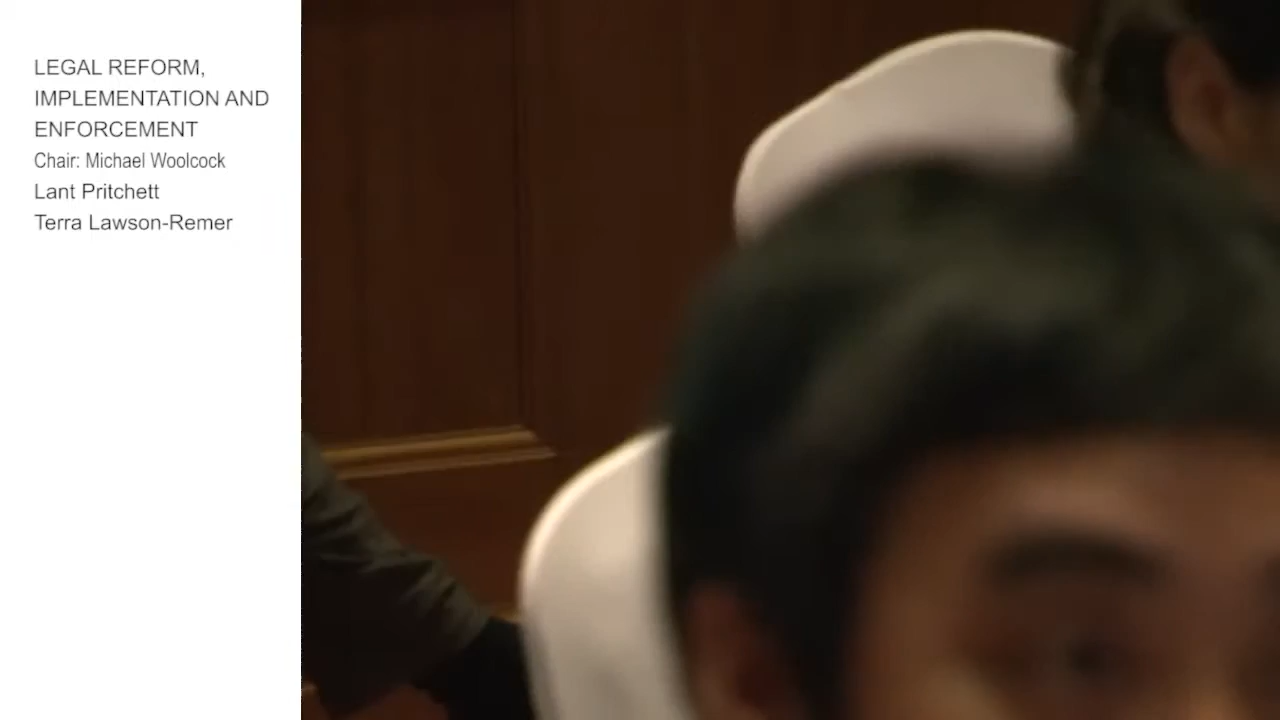 LEGAL REFORM,
IMPLEMENTATION AND
ENFORCEMENT
Chair: Michael Woolcock
Lant Pritchett
Terra Lawson-Remer